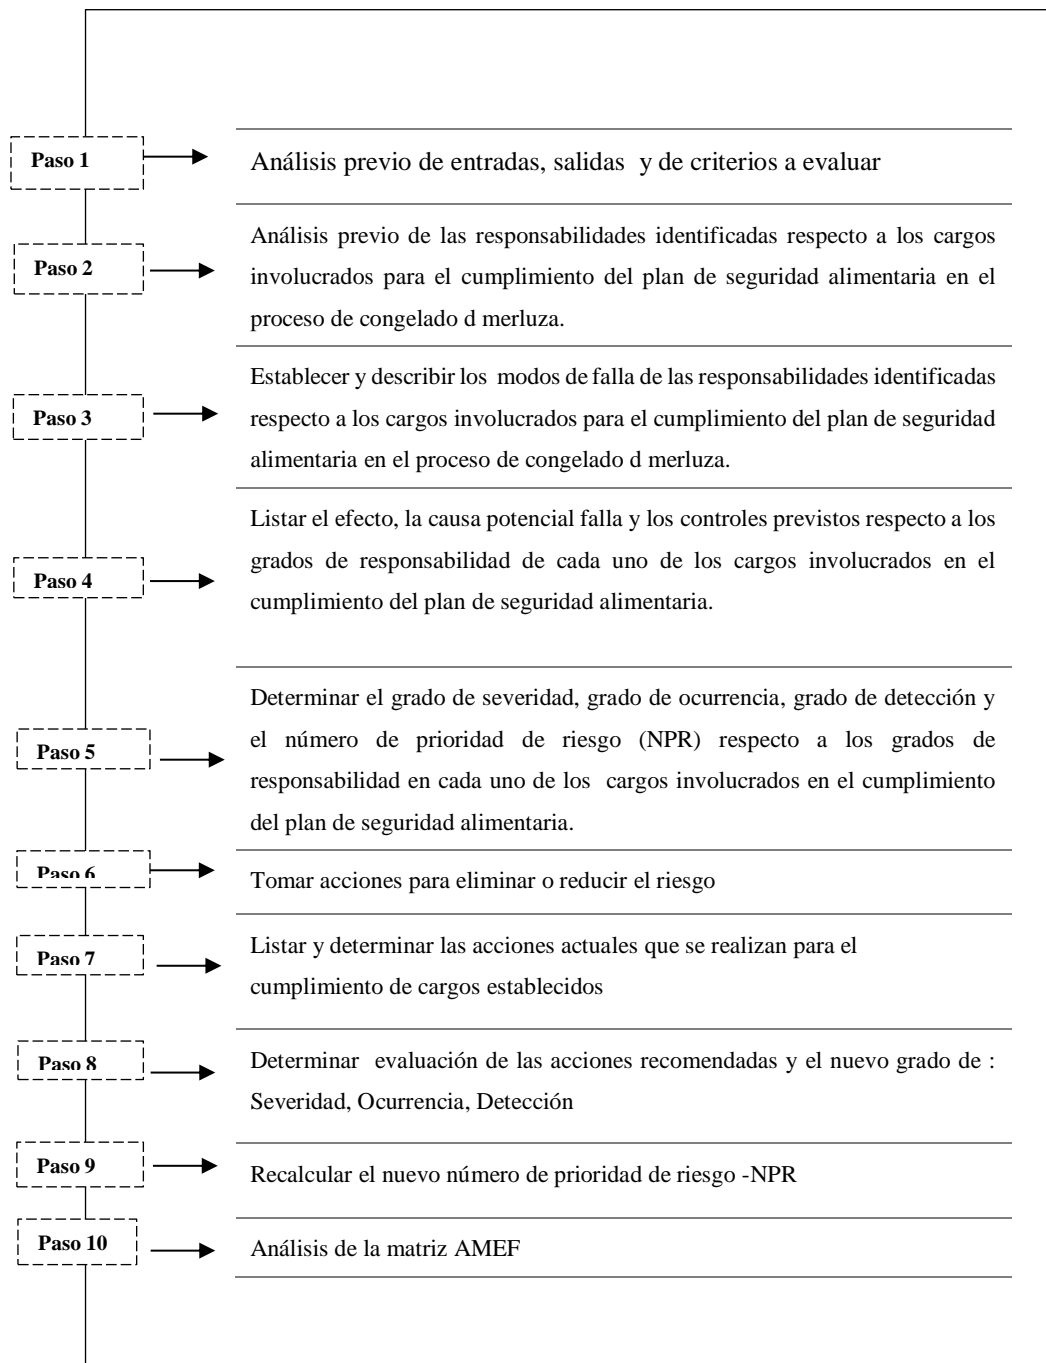 Paso 1
Análisis previo de entradas, salidas y de criterios a evaluar
Paso 2
Análisis previo de las responsabilidades identificadas respecto a los cargos
involucrados para el cumplimiento del plan de seguridad alimentaria en el
proceso de congelado d merluza.
Paso 3
Establecer y describir los modos de falla de las responsabilidades identificadas
respecto a los cargos involucrados para el cumplimiento del plan de seguridad
alimentaria en el proceso de congelado d merluza.
Paso 4
Listar el efecto, la causa potencial falla y los controles previstos respecto a los
grados de responsabilidad de cada uno de los cargos involucrados en el
cumplimiento del plan de seguridad alimentaria.
Paso 5
Determinar el grado de severidad, grado de ocurrencia, grado de detección y
el número de prioridad de riesgo (NPR) respecto a los grados de
responsabilidad en cada uno de los cargos involucrados en el cumplimiento
del plan de seguridad alimentaria.
Paso 6
Tomar acciones para eliminar o reducir el riesgo
Paso 7
Listar y determinar las acciones actuales que se realizan para el
cumplimiento de cargos establecidos
Paso 8
Determinar evaluación de las acciones recomendadas y el nuevo grado de :
Severidad, Ocurrencia, Detección
Paso 9
Recalcular el nuevo número de prioridad de riesgo -NPR
Paso 10
Análisis de la matriz AMEF